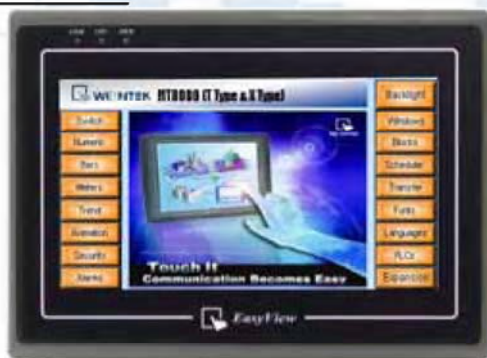 WEINTEK MT8000 (T Type & X Type)
Backlight
Switch
Numeric
Bars
Meters
Trend
Animation
Security
Alarms
Touch It
Communication Becomes Easy
Windows
Blocks
Scheduler
Transfer
Fonts
Languages
PLCs
Expansion
EasyView